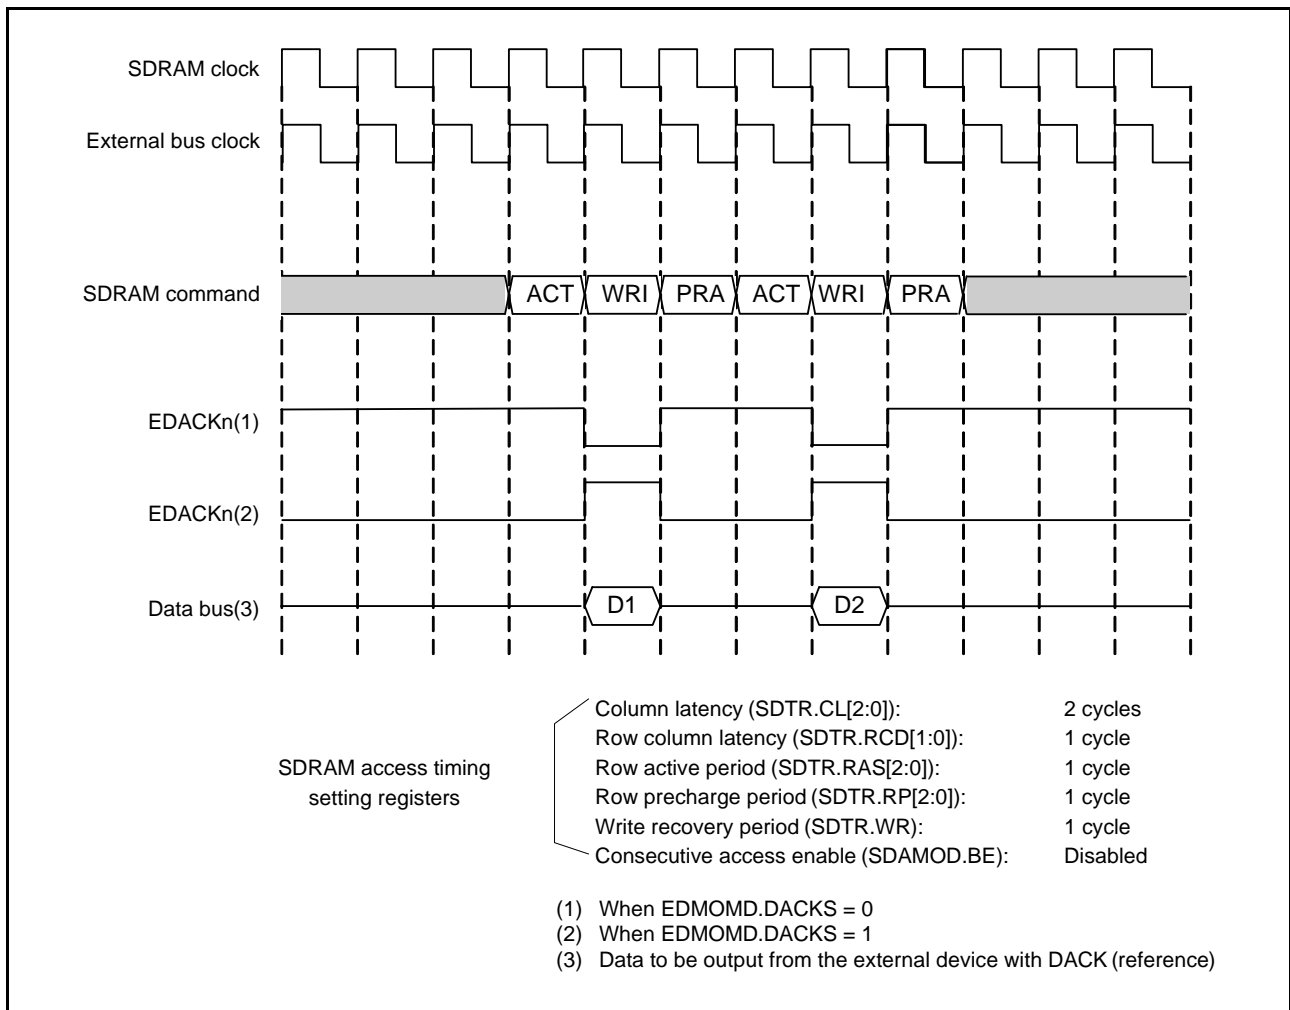 SDRAM clock
External bus clock
SDRAM command ACT WRI PRA ACT WRI PRA
EDACKn(1)
EDACKn(2)
Data bus(3) D1 D2
SDRAM access timing
setting registers
Column latency (SDTR.CL[2:0]): 2 cycles
Row column latency (SDTR.RCD[1:0]): 1 cycle
Row active period (SDTR.RAS[2:0]): 1 cycle
Row precharge period (SDTR.RP[2:0]): 1 cycle
Write recovery period (SDTR.WR): 1 cycle
Consecutive access enable (SDAMOD.BE): Disabled
(1) When EDMOMD.DACKS = 0
(2) When EDMOMD.DACKS = 1
(3) Data to be output from the external device with DACK (reference)